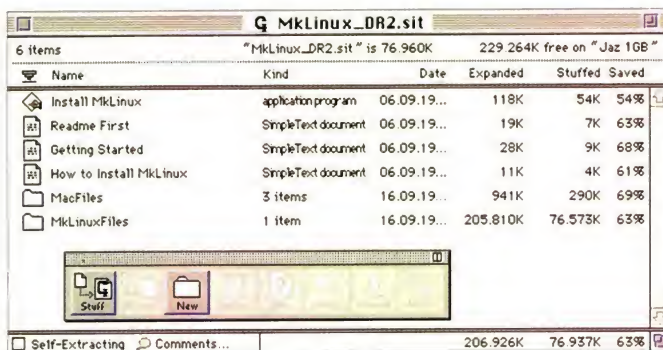 MkLinux_DR2.sit
6 items "MkLinux_DR2.sit" is 76.960K 229.264K free on "Jaz 1GB"
Name Kind Date Expanded Stuffed Saved
Install MkLinux application program 06.09.19... 118K 54K 54%
Readme First SimpleText document 06.09.19... 19K 7K 63%
Getting Started SimpleText document 06.09.19... 28K 9K 68%
How to Install MkLinux SimpleText document 06.09.19... 11K 4K 61%
MacFiles 3 items 16.09.19... 941K 290K 69%
MkLinuxFiles 1 item 16.09.19... 205.810K 76.573K 63%
Stuff New
Self-Extracting Comments... 206.926K 76.937K 63%